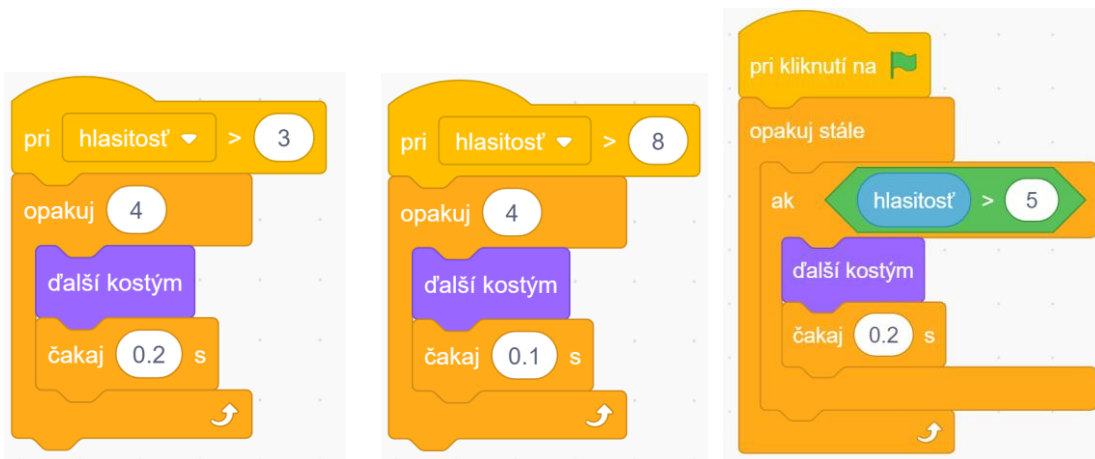 pri hlasitosť > 3
opakuj 4
ďalší kostým
čakaj 0.2 s
pri hlasitosť > 8
opakuj 4
ďalší kostým
čakaj 0.1 s
pri kliknutí na
opakuj stále
ak hlasitosť > 5
ďalší kostým
čakaj 0.2 s